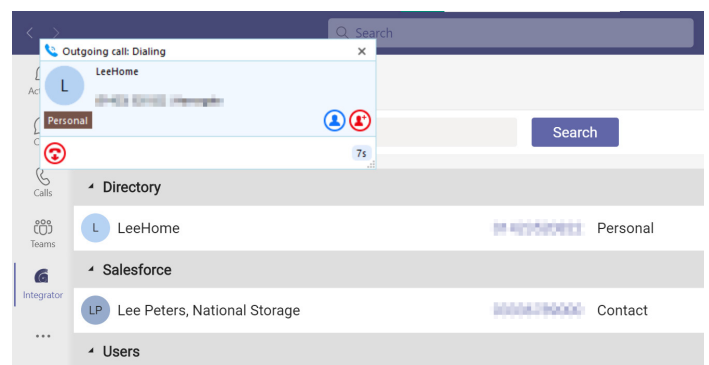 Search
Outgoing call: Dialing
LeeHome
L
Personal
7s
Search
Calls
Directory
L
LeeHome
Personal
Teams
Salesforce
Integrator
LP
Lee Peters, National Storage
Contact
Users